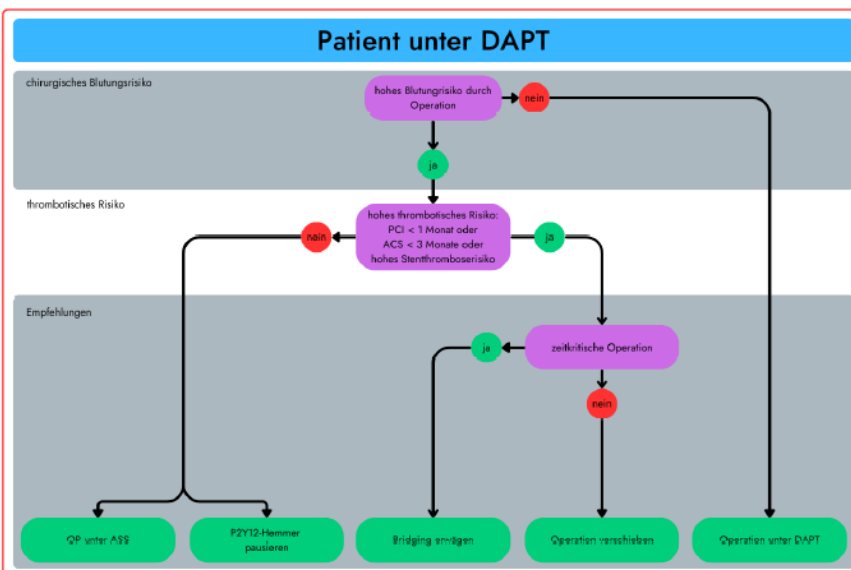 Patient unter DAPT
chirurgisches Blutungsrisiko
hohes Blutungrisiko durch
Operation
nein
ja
thrombotisches Risiko
hohes thrombotisches Risiko:
PCI < 1 Monat oder
ACS < 3 Monate oder
hohes Stentthromboserisiko
nein
ja
Empfehlungen
zeitkritische Operation
ja
nein
OP unter ASS
P2Y12-Hemmer
pausieren
Bridging erwägen
Operation verschieben
Operation unter DAPT